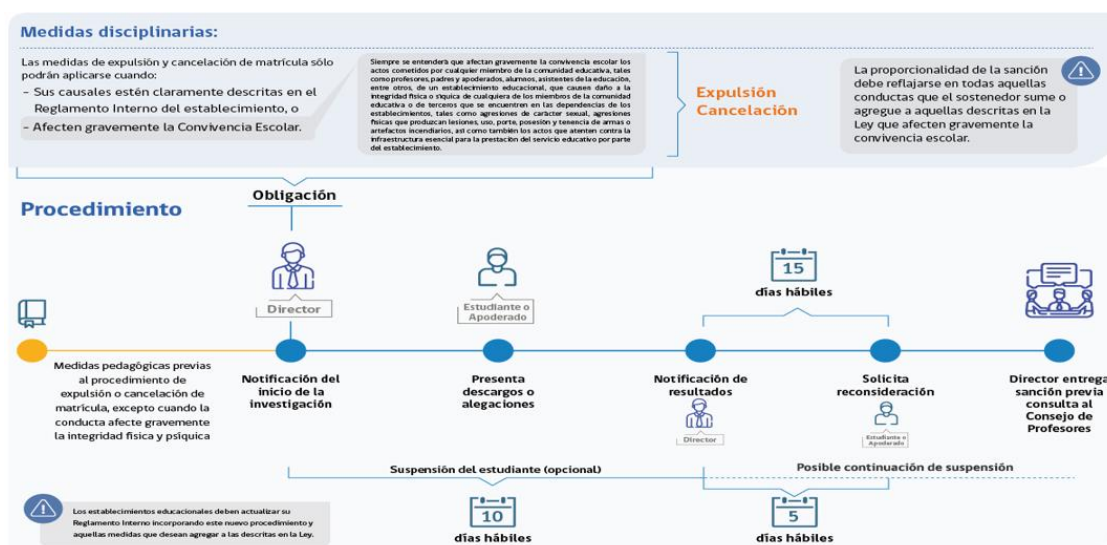 Medidas disciplinarias:
Las medidas de expulsión y cancelación de matrícula sólo
podrán aplicarse cuando:
- Sus causales estén claramente descritas en el
Reglamento Interno del establecimiento, o
- Afecten gravemente la Convivencia Escolar.
Siempre se entenderá que afectan gravemente la convivencia escolar los
actos cometidos por cualquier miembro de la comunidad educativa, tales
como profesores, padres y apoderados, alumnos, asistentes de la educación,
entre otros, de un establecimiento educacional, que causen daño a la
integridad física o síquica de cualquiera de los miembros de la comunidad
educativa o de terceros que se encuentren en las dependencias de los
establecimientos, tales como agresiones de carácter sexual, agresiones
físicas que produzcan lesiones, uso, porte, posesión y tenencia de armas o
artefactos incendiarios, así como también los actos que atenten contra la
infraestructura esencial para la prestación del servicio educativo por parte
del establecimiento.
Expulsión
Cancelación
La proporcionalidad de la sanción
debe reflajarse en todas aquellas
conductas que el sostenedor sume o
agregue a aquellas descritas en la
Ley que afecten gravemente la
convivencia escolar.
Procedimiento
Obligación
Director
Estudiante o
Apoderado
15
días hábiles
Medidas pedagógicas previas
al procedimiento de
expulsión o cancelación de
matrícula, excepto cuando la
conducta afecte gravemente
la integridad física y psíquica
Notificación del
inicio de la
investigación
Presenta
descargos o
alegaciones
Notificación de
resultados
Director
Solicita
reconsideración
Estudiante o
Apoderado
Director entrega
sanción previa
consulta al
Consejo de
Profesores
Suspensión del estudiante (opcional)
Posible continuación de suspensión
10
días hábiles
5
días hábiles
Los establecimientos educacionales deben actualizar su
Reglamento Interno incorporando este nuevo procedimiento y
aquellas medidas que desean agregar a las descritas en la Ley.